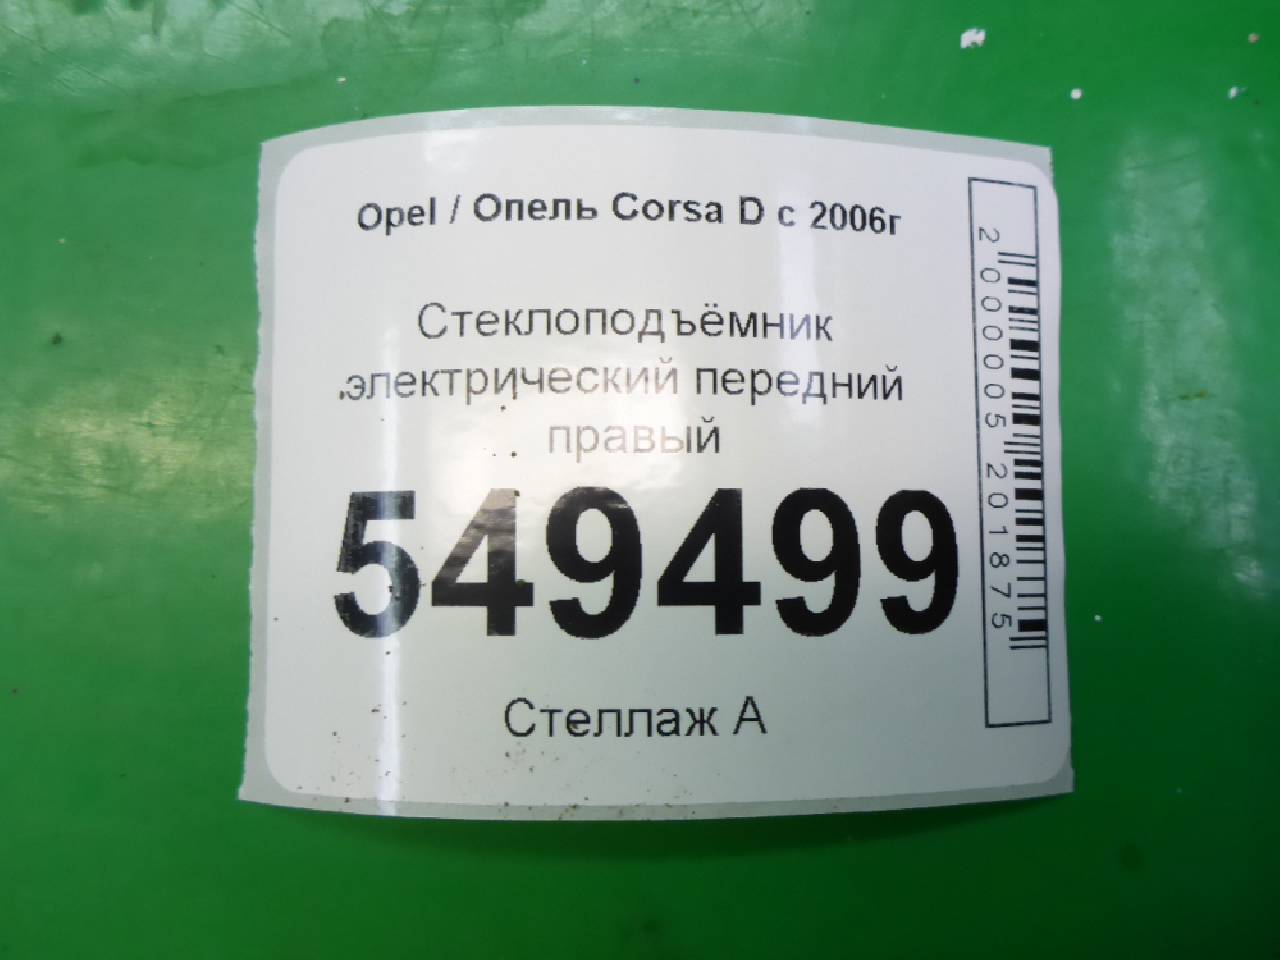 Opel / Опель Corsa D с 2006г
Стеклоподъёмник
электрический передний
правый
549499
Стеллаж А
2000005201875